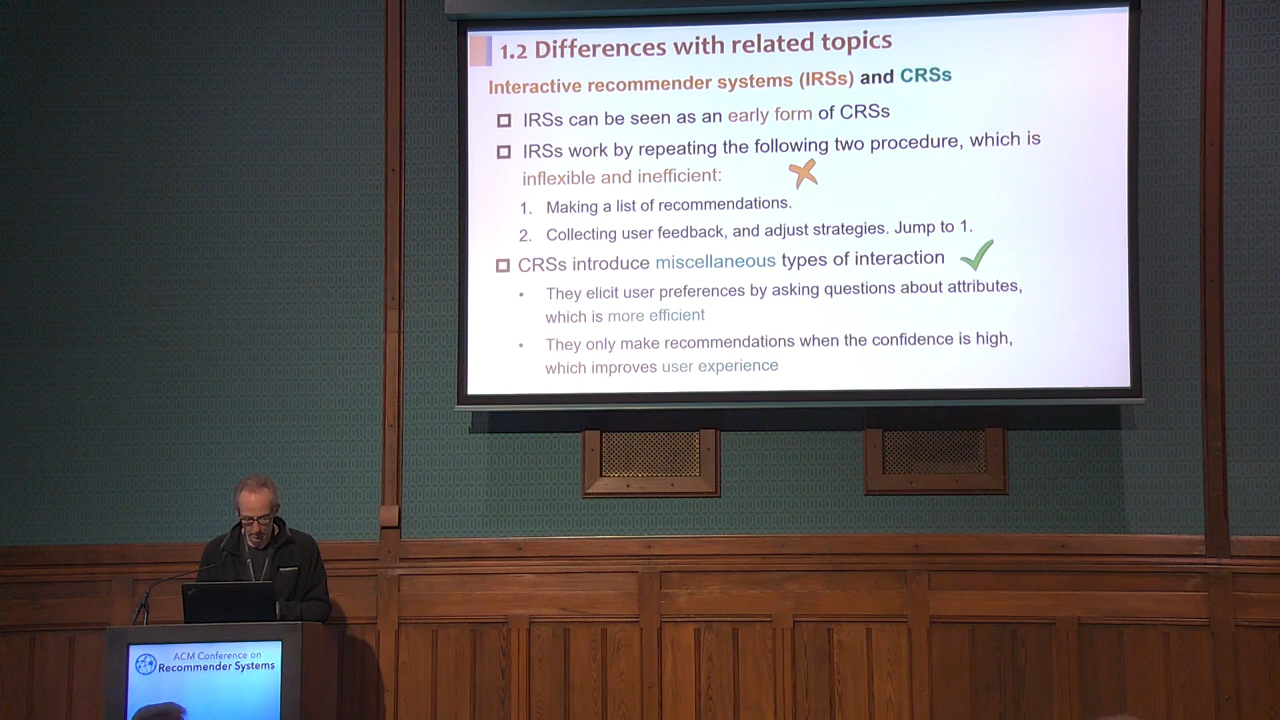 1.2 Differences with related topics
Interactive recommender systems (IRSs) and CRSs
IRSs can be seen as an early form of CRSs
IRSs work by repeating the following two procedure, which is
inflexible and inefficient:
1. Making a list of recommendations.
2. Collecting user feedback, and adjust strategies. Jump to 1.
CRSs introduce miscellaneous types of interaction
• They elicit user preferences by asking questions about attributes,
which is more efficient
• They only make recommendations when the confidence is high,
which improves user experience
ACM Conference on
Recommender Systems